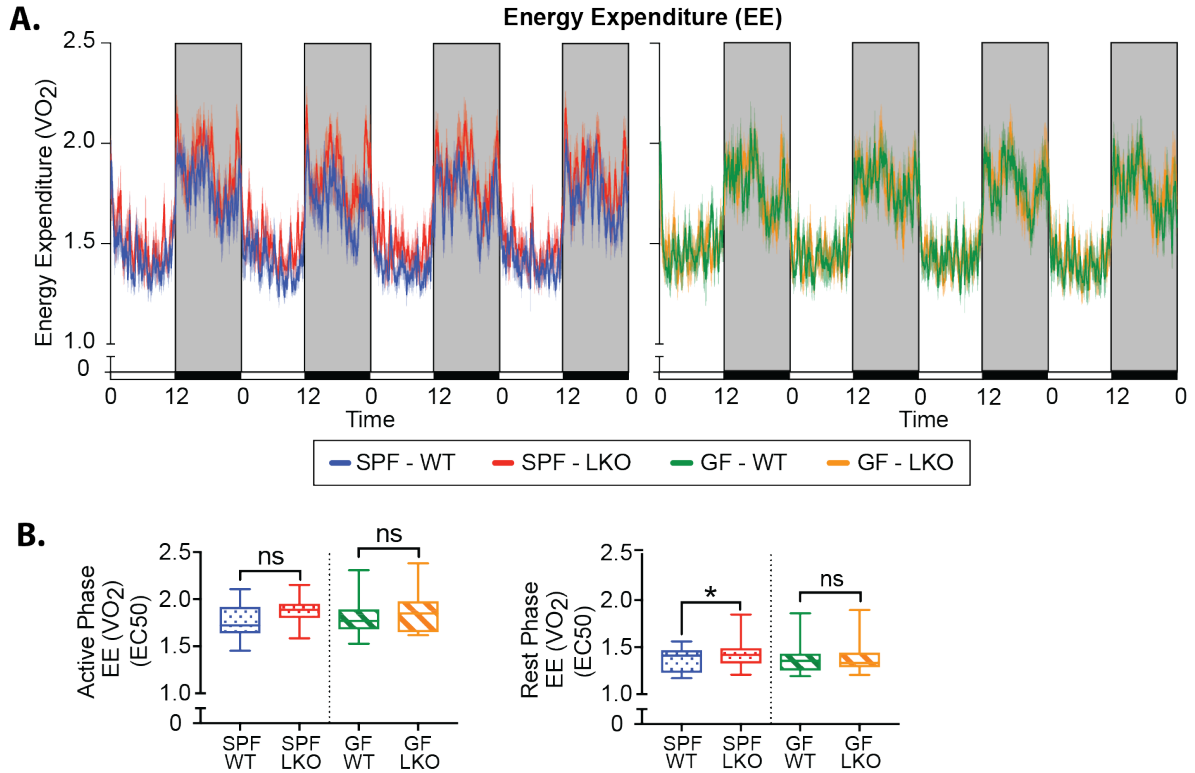 A.
Energy Expenditure (EE)
Energy Expenditure (VO2)
2.5
2.0
1.5
1.0
0
0 12 0 12 0 12 0 12 0
0 12 0 12 0 12 0 12 0
Time
Time
SPF - WT SPF - LKO GF - WT GF - LKO
B.
Active Phase
EE (VO2)
(EC50)
2.5
2.0
1.5
1.0
0
ns
ns
SPF WT
SPF LKO
GF WT
GF LKO
Rest Phase
EE (VO2)
(EC50)
2.5
2.0
1.5
1.0
0
*
ns
SPF WT
SPF LKO
GF WT
GF LKO